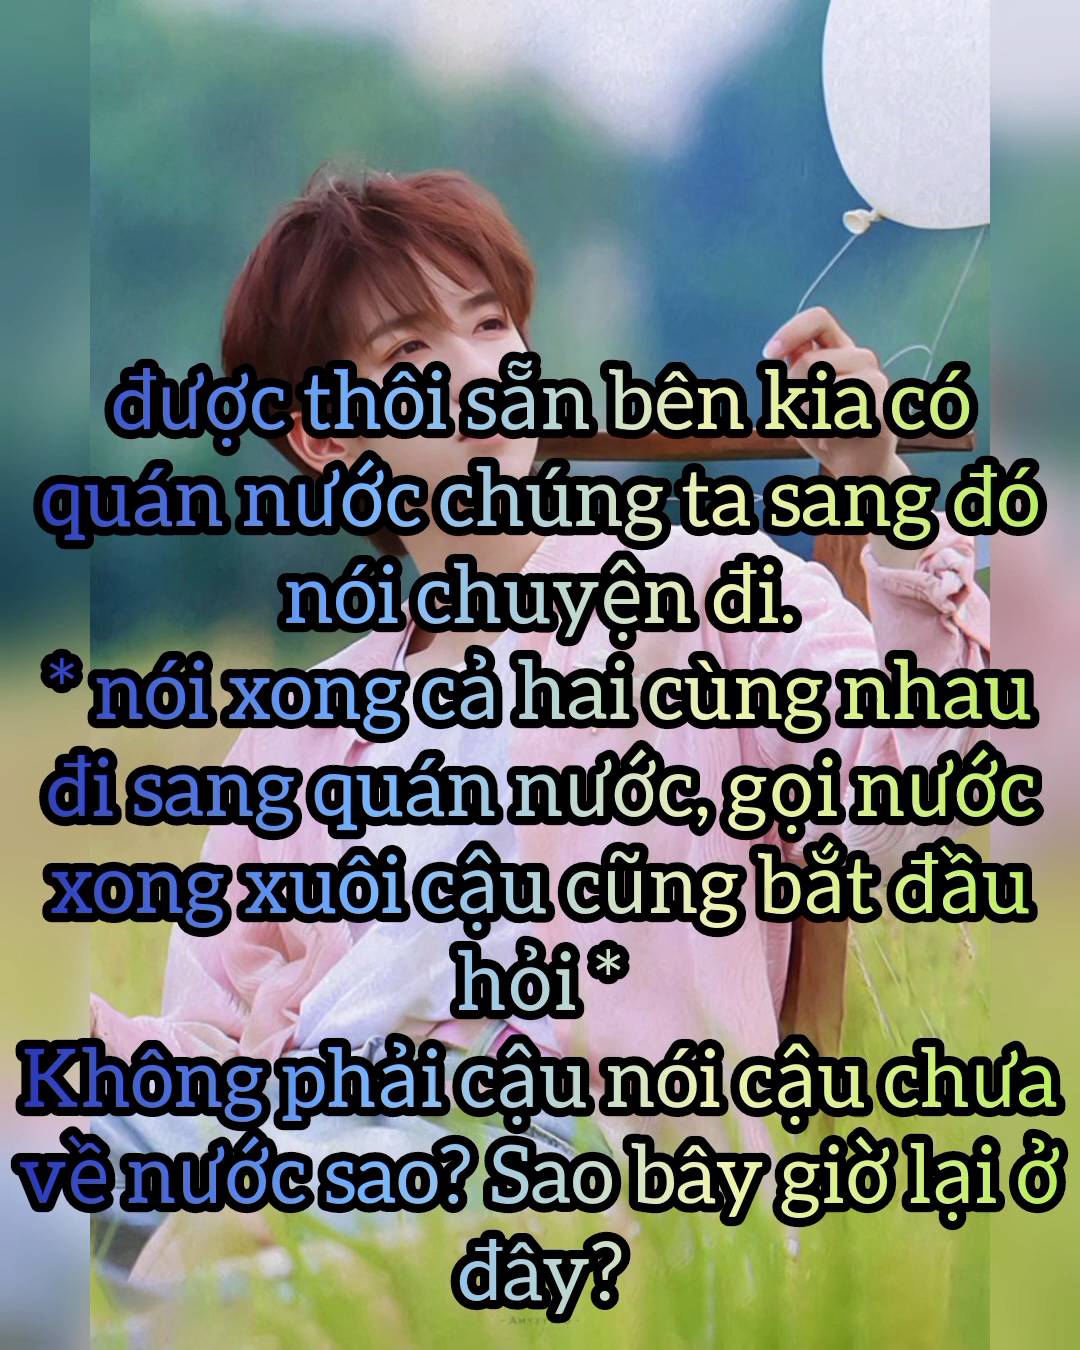 được thôi sẵn bên kia có
quán nước chúng ta sang đó
nói chuyện đi.
* nói xong cả hai cùng nhau
đi sang quán nước, gọi nước
xong xuôi cậu cũng bắt đầu
hỏi *
Không phải cậu nói cậu chưa
về nước sao? Sao bây giờ lại ở
đây?